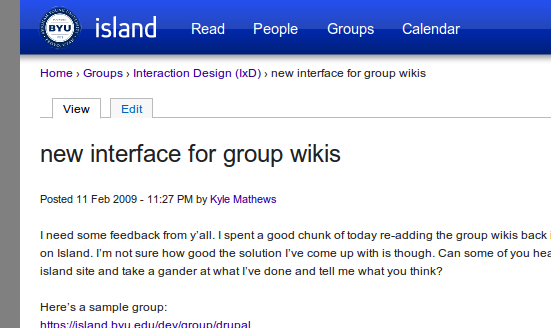 BYU island Read People Groups Calendar
Home › Groups › Interaction Design (IxD) › new interface for group wikis
View Edit
new interface for group wikis
Posted 11 Feb 2009 - 11:27 PM by Kyle Mathews
I need some feedback from y'all. I spent a good chunk of today re-adding the group wikis back
on Island. I'm not sure how good the solution I've come up with is though. Can some of you
island site and take a gander at what I've done and tell me what you think?
Here's a sample group:
https://island.byu.edu/dev/group/drupal